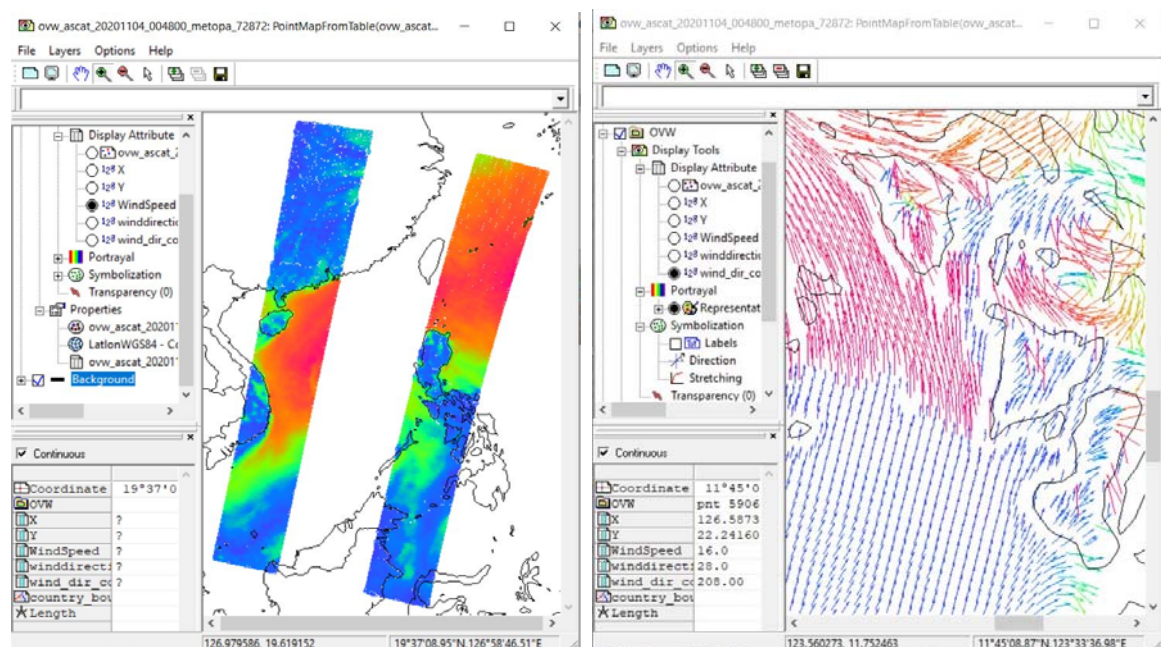 ovw_ascat_20201104_004800_metopa_72872: PointMapFromTable(ovw_ascat...
File Layers Options Help
Display Attribute
ovw_ascat_2
X
Y
WindSpeed
winddirectic
wind_dir_co
Portrayal
Symbolization
Transparency (0)
Properties
ovw_ascat_20201
LatlonWGS84 - Co
ovw_ascat_20201
Background
Continuous
Coordinate 19°37'0
OVW
X ?
Y ?
WindSpeed ?
winddirecti ?
wind_dir_co ?
country_bou
Length
126.979586, 19.619152 19°37'08.95"N, 126°58'46.51"E
ovw_ascat_20201104_004800_metopa_72872: PointMapFromTable(ovw_ascat...
File Layers Options Help
OVW
Display Tools
Display Attribute
ovw_ascat_2
X
Y
WindSpeed
winddirectic
wind_dir_co
Portrayal
Representat
Symbolization
Labels
Direction
Stretching
Transparency (0)
Continuous
Coordinate 11°45'0
OVW pnt 5906
X 126.5873
Y 22.24160
WindSpeed 16.0
winddirecti 28.0
wind_dir_co 208.00
country_bou
Length
123.560273, 11.752463 11°45'08.87"N, 123°33'36.98"E